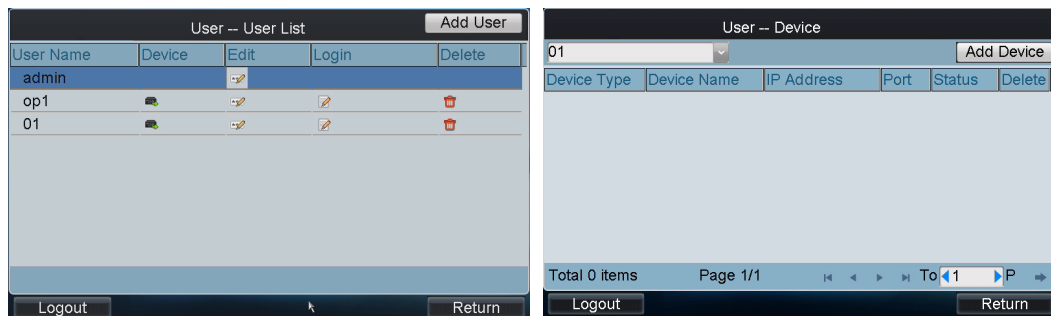 User -- User List Add User
User Name Device Edit Login Delete
admin
op1
01
Logout Return
User -- Device
01 Add Device
Device Type Device Name IP Address Port Status Delete
Total 0 items Page 1/1 To 1 P
Logout Return